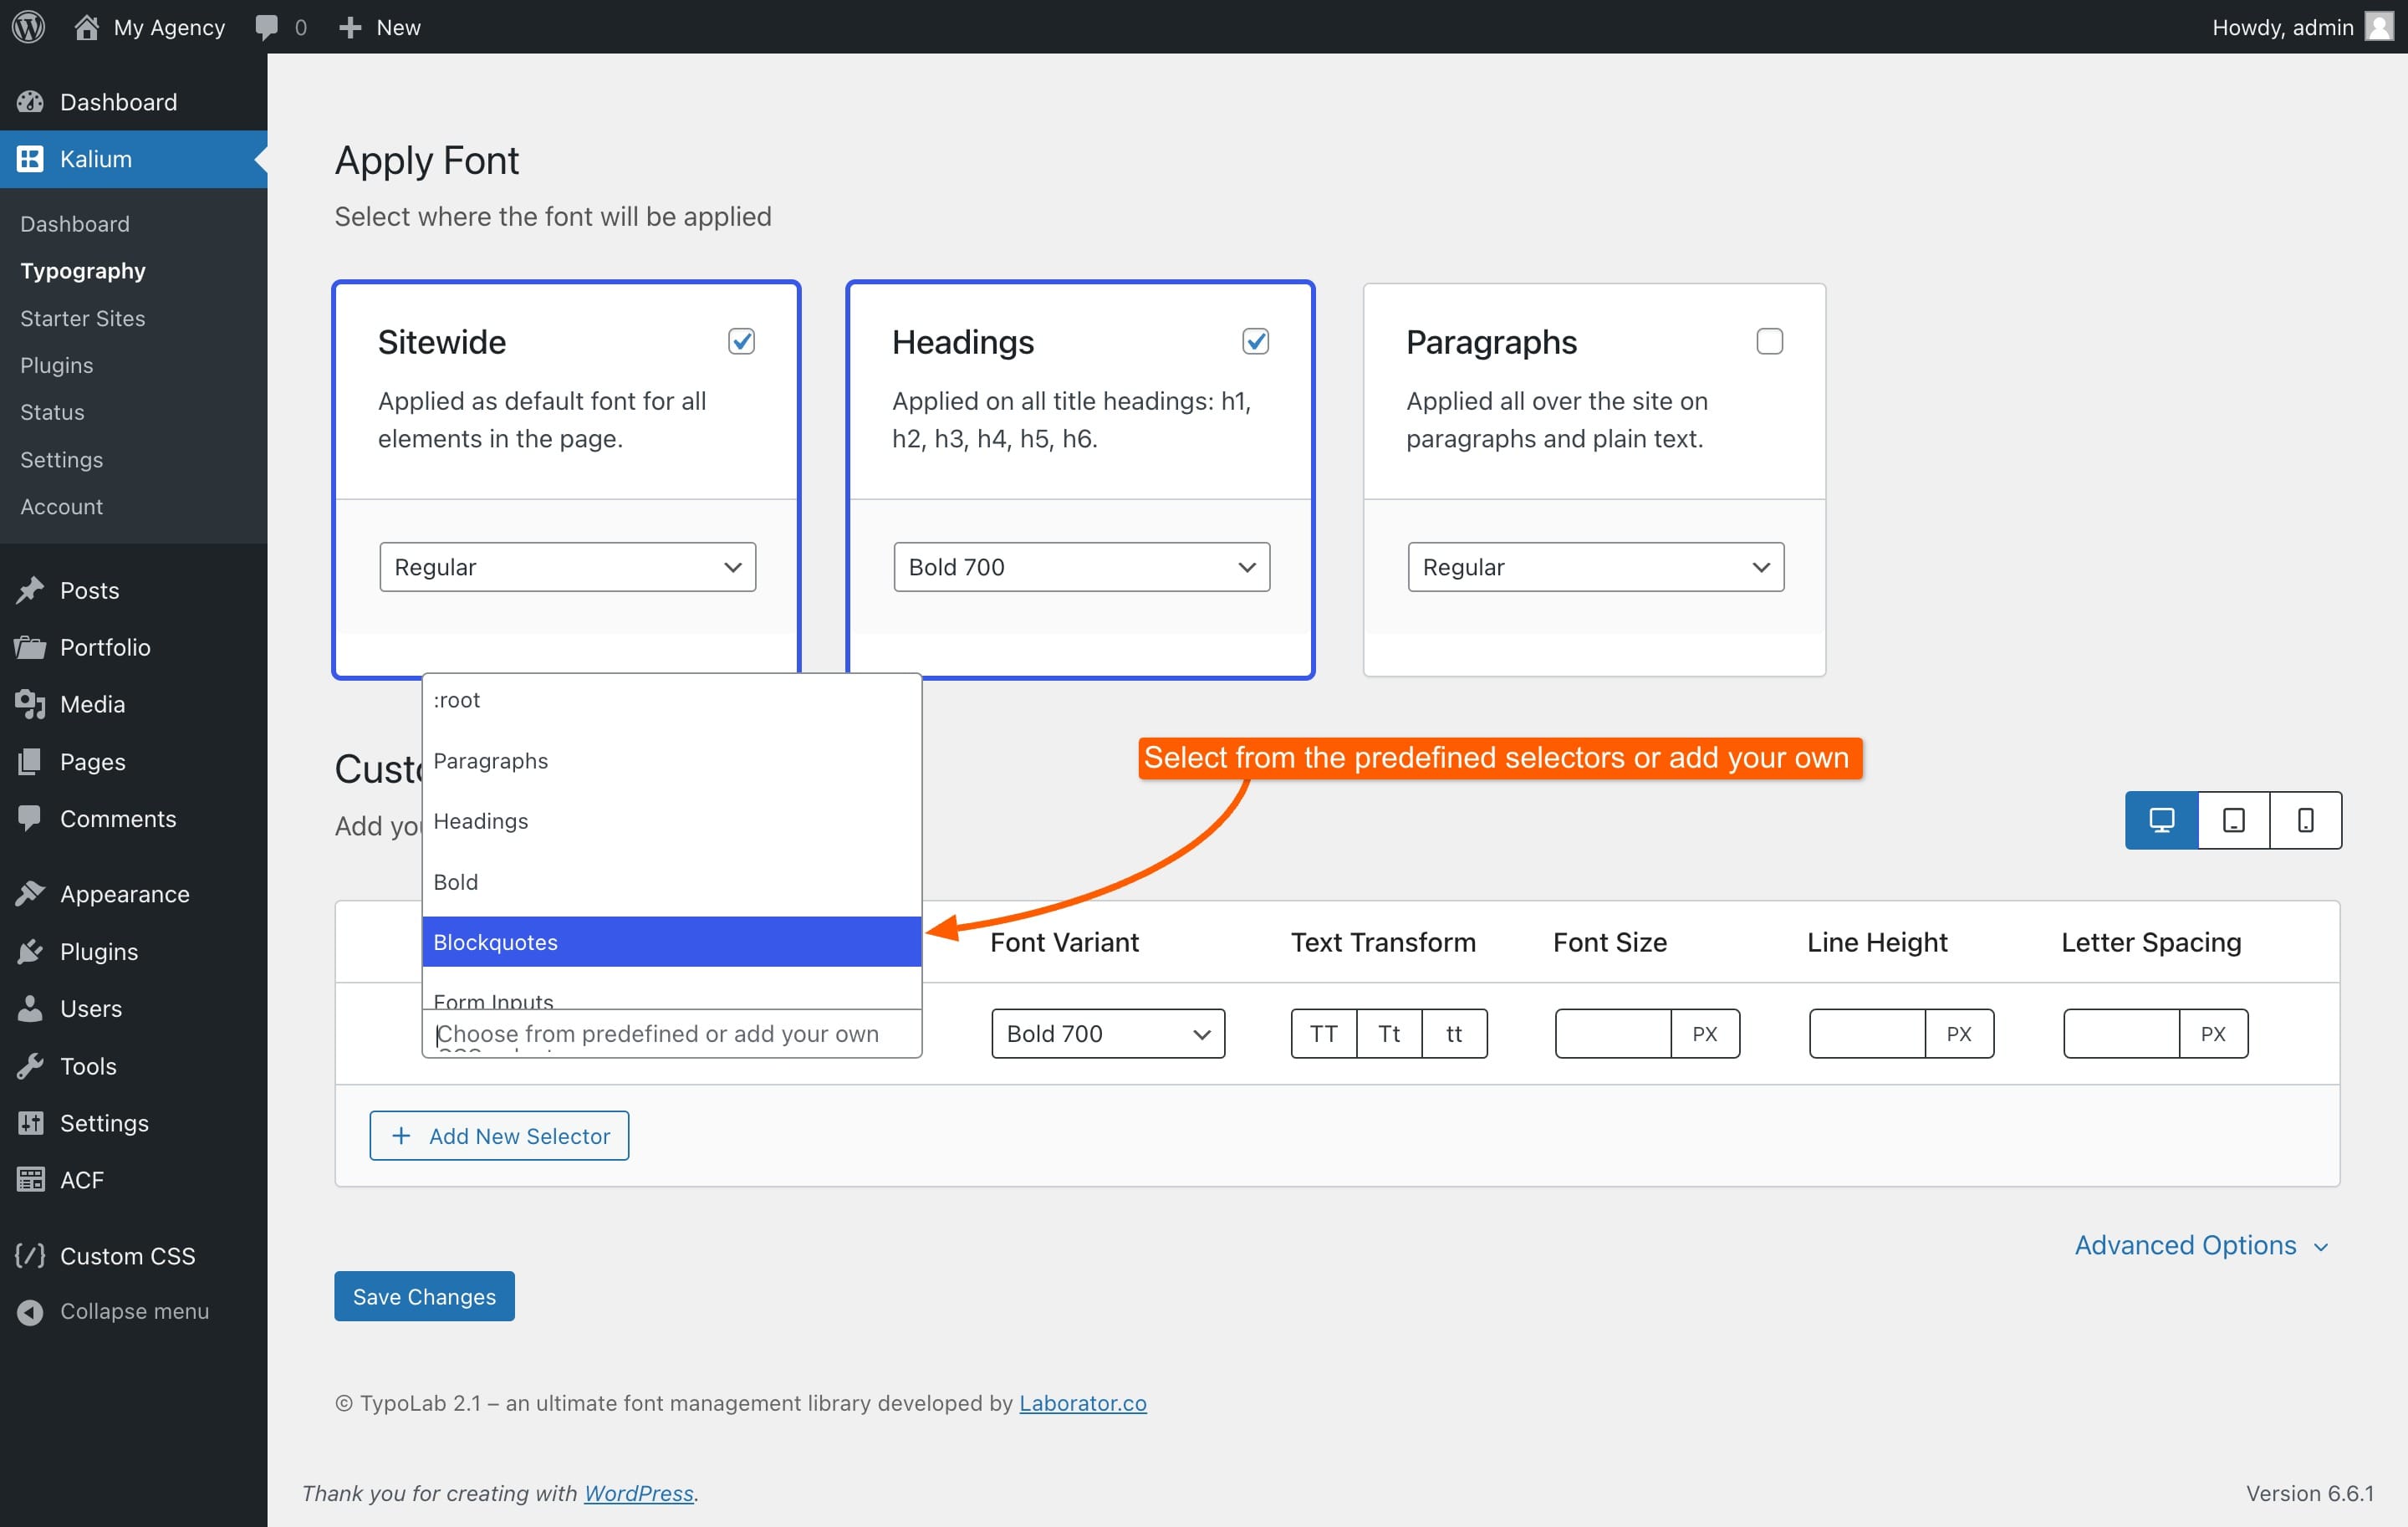 My Agency
0
New
Howdy, admin
Dashboard
Kalium
Dashboard
Typography
Starter Sites
Plugins
Status
Settings
Account
Posts
Portfolio
Media
Pages
Comments
Appearance
Plugins
Users
Tools
Settings
ACF
Custom CSS
Collapse menu
Apply Font
Select where the font will be applied
Sitewide
Applied as default font for all
elements in the page.
Regular
Headings
Applied on all title headings: h1,
h2, h3, h4, h5, h6.
Bold 700
Paragraphs
Applied all over the site on
paragraphs and plain text.
Regular
:root
Paragraphs
Headings
Bold
Blockquotes
Form Inputs
Choose from predefined or add your own
Select from the predefined selectors or add your own
Font Variant
Text Transform
Font Size
Line Height
Letter Spacing
Bold 700
TT Tt tt
PX
PX
PX
+ Add New Selector
Advanced Options
Save Changes
© TypoLab 2.1 – an ultimate font management library developed by Laborator.co
Thank you for creating with WordPress.
Version 6.6.1